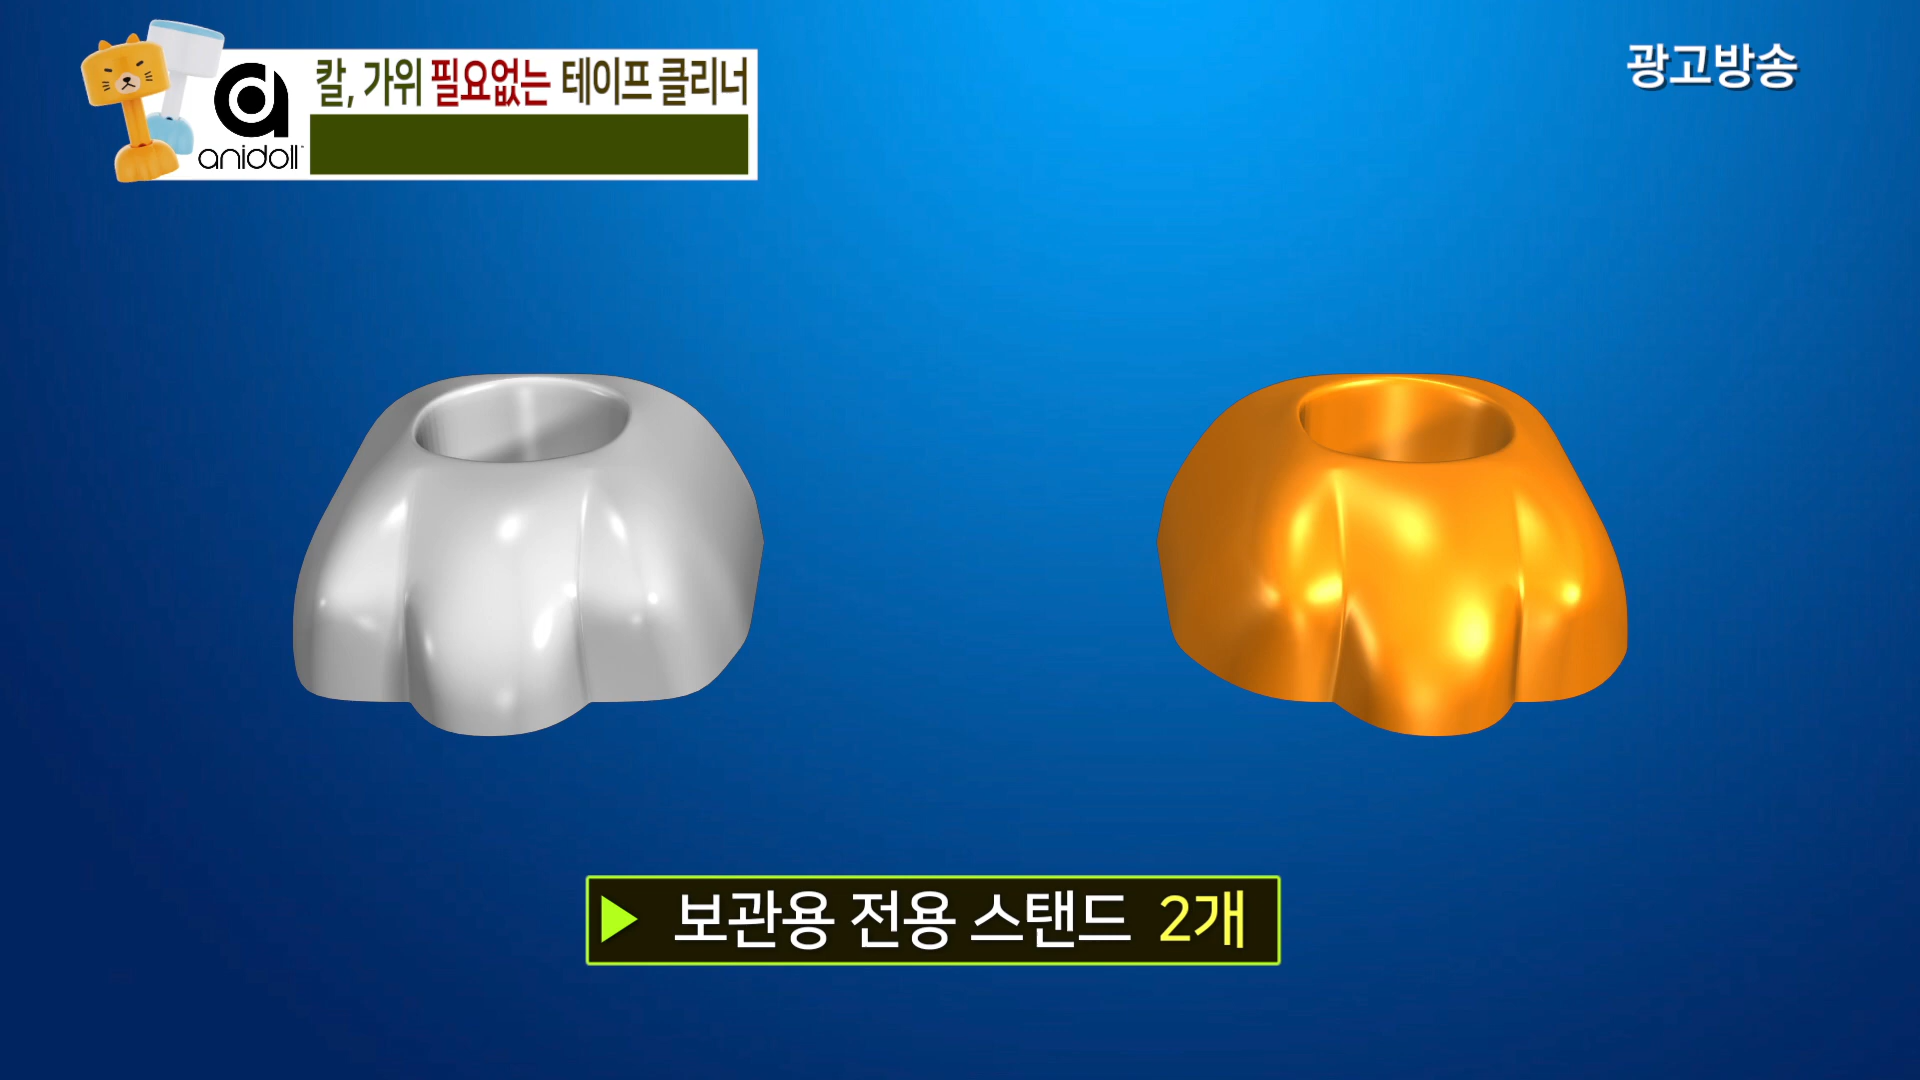 칼, 가위 필요없는 테이프 클리너
anidoll
광고방송
보관용 전용 스탠드 2개